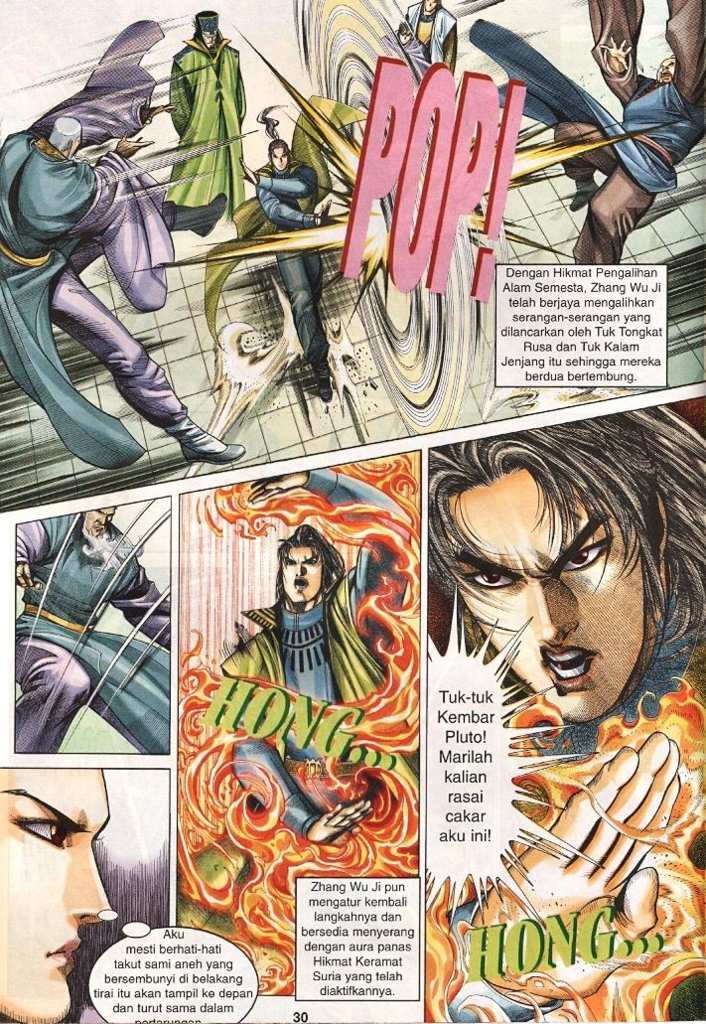 POP!
Dengan Hikmat Pengalihan
Alam Semesta, Zhang Wu Ji
telah berjaya mengalihkan
serangan-serangan yang
dilancarkan oleh Tuk Tongkat
Rusa dan Tuk Kalam
Jenjang itu sehingga mereka
berdua bertembung.
HONG...
Zhang Wu Ji pun
mengatur kembali
langkahnya dan
bersedia menyerang
dengan aura panas
Hikmat Keramat
Suria yang telah
diaktifkannya.
Tuk-tuk
Kembar
Pluto!
Marilah
kalian
rasai
cakar
aku ini!
HONG...
Aku
mesti berhati-hati
takut sami aneh yang
bersembunyi di belakang
tirai itu akan tampil ke depan
dan turut sama dalam
pertarungan
30